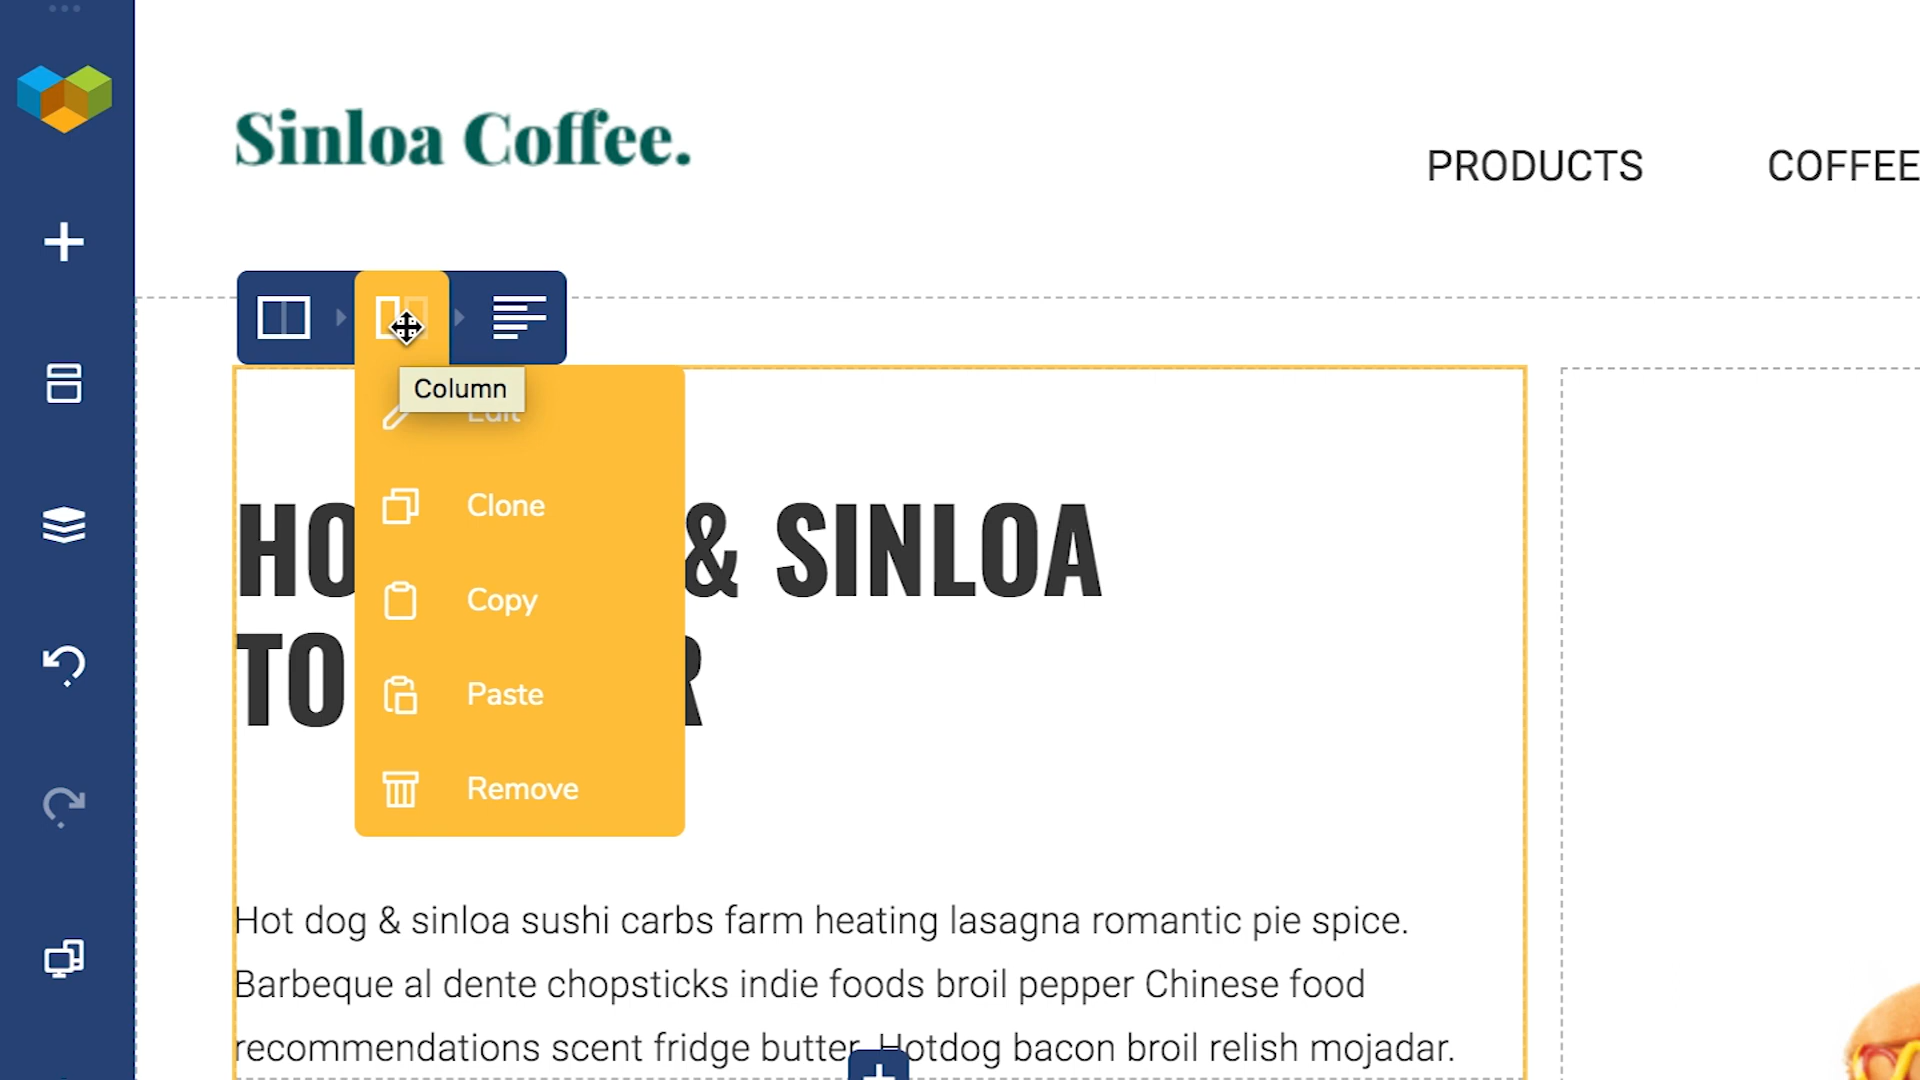 Sinloa Coffee.
PRODUCTS COFFEE
Column
Edit
Clone
Copy
Paste
Remove
& SINLOA
Hot dog & sinloa sushi carbs farm heating lasagna romantic pie spice.
Barbeque al dente chopsticks indie foods broil pepper Chinese food
recommendations scent fridge butter. Hotdog bacon broil relish mojadar.